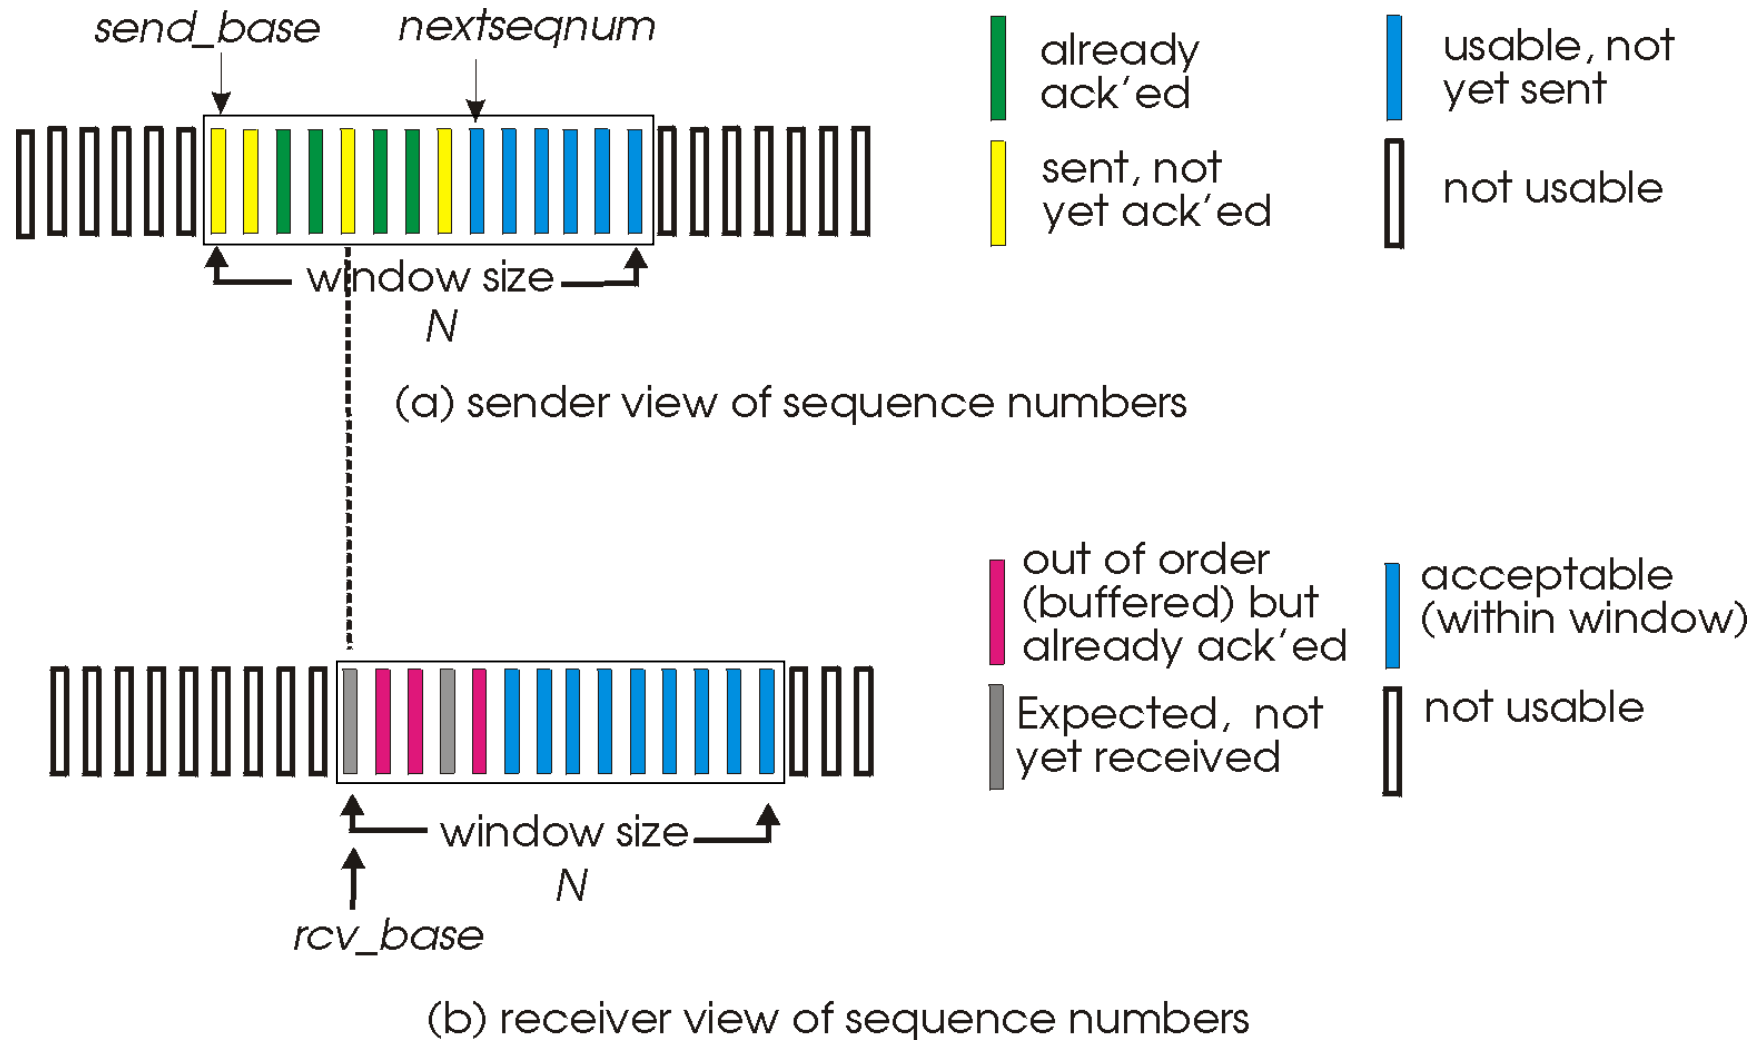 send_base
nextseqnum
already
ack'ed
usable, not
yet sent
sent, not
yet ack'ed
not usable
window size
N
(a) sender view of sequence numbers
out of order
(buffered) but
already ack'ed
acceptable
(within window)
Expected, not
yet received
not usable
window size
N
rcv_base
(b) receiver view of sequence numbers